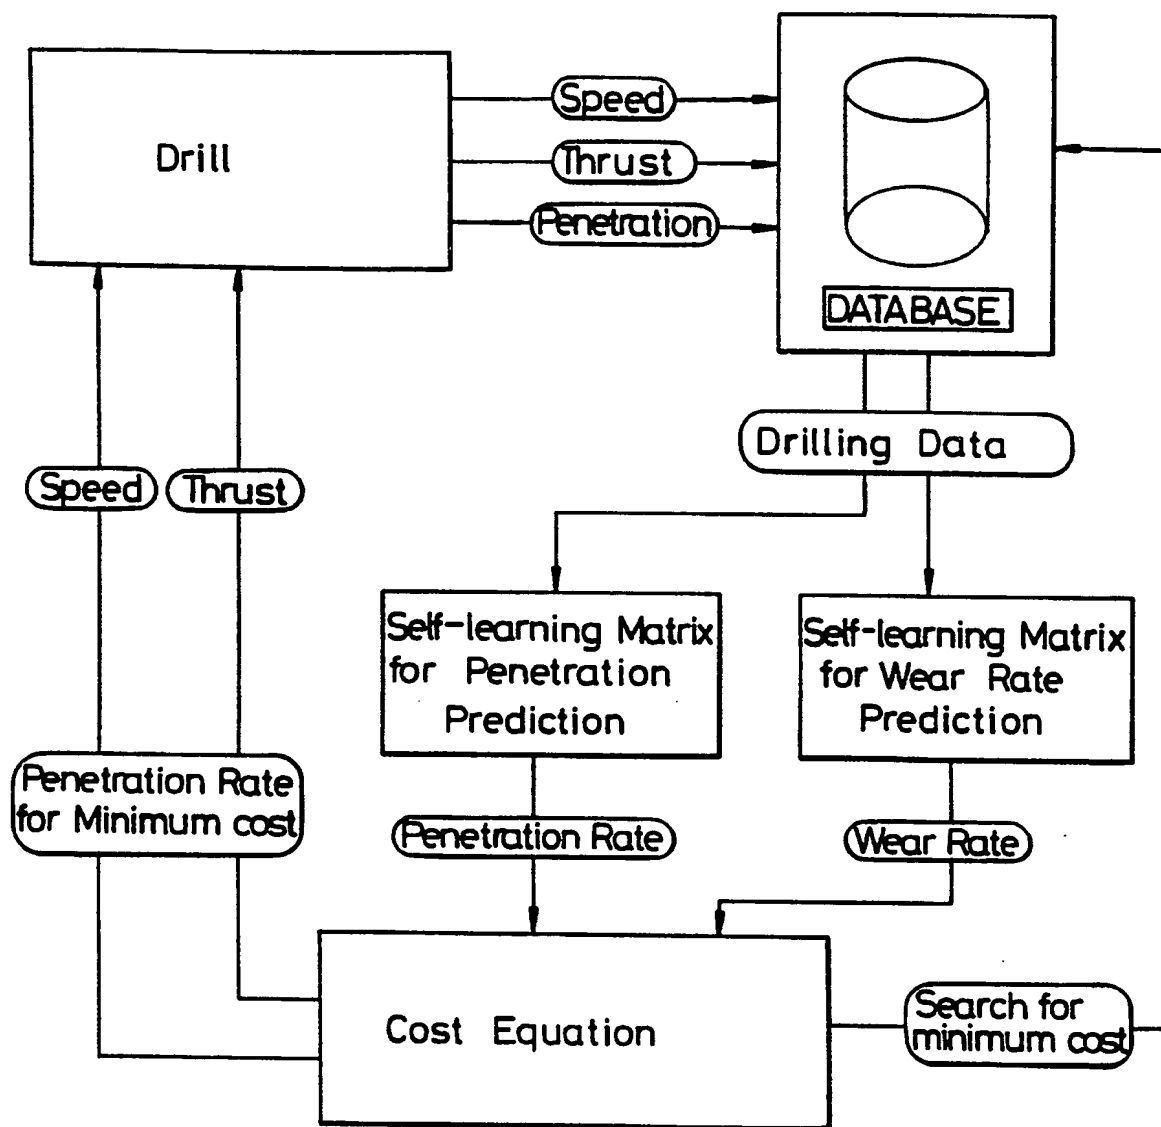 Drill
Speed
Thrust
Penetration
DATABASE
Drilling Data
Speed
Thrust
Self-learning Matrix
for Penetration
Prediction
Self-learning Matrix
for Wear Rate
Prediction
Penetration Rate
for Minimum cost
Penetration Rate
Wear Rate
Cost Equation
Search for
minimum cost